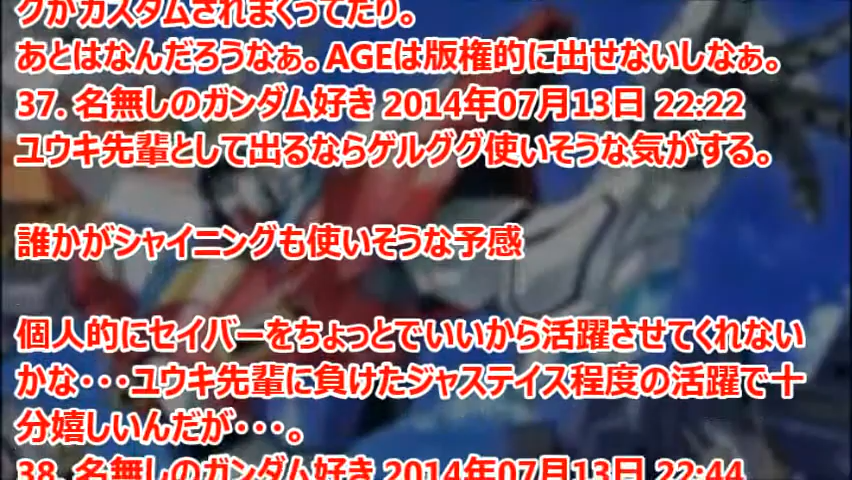 グがカスタムされまくってたり。
あとはなんだろうなぁ。AGEは版権的に出せないしなぁ。
37. 名無しのガンダム好き 2014年07月13日 22:22
ユウキ先輩として出るならゲルググ使いそうな気がする。
誰かがシャイニングも使いそうな予感
個人的にセイバーをちょっとでいいから活躍させてくれない
かな・・・ユウキ先輩に負けたジャステイス程度の活躍で十
分嬉しいんだが・・・。
38. 名無しのガンダム好き 2014年07月13日 22:44